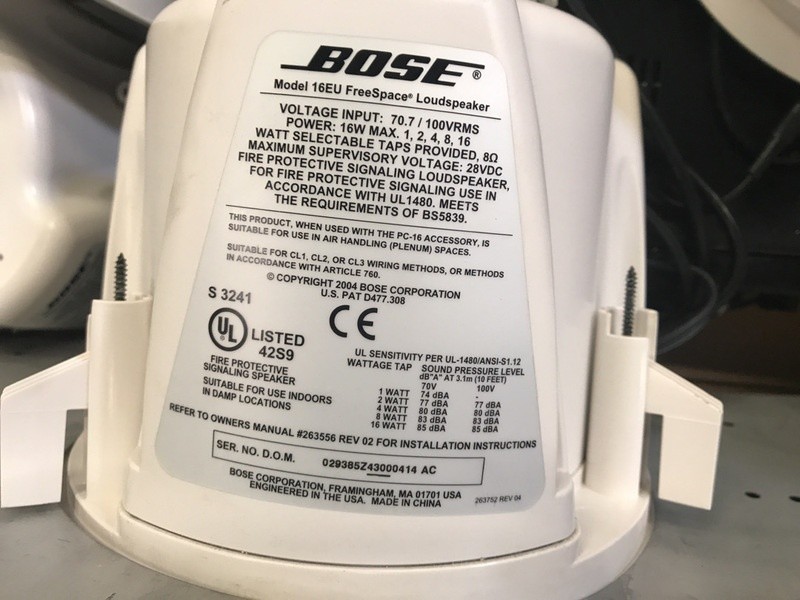 BOSE®
Model 16EU FreeSpace® Loudspeaker
VOLTAGE INPUT: 70.7 / 100VRMS
POWER: 16W MAX. 1, 2, 4, 8, 16
WATT SELECTABLE TAPS PROVIDED, 8Ω
MAXIMUM SUPERVISORY VOLTAGE: 28VDC
FIRE PROTECTIVE SIGNALING LOUDSPEAKER,
FOR FIRE PROTECTIVE SIGNALING USE IN
ACCORDANCE WITH UL1480. MEETS
THE REQUIREMENTS OF BS5839.
THIS PRODUCT, WHEN USED WITH THE PC-16 ACCESSORY, IS
SUITABLE FOR USE IN AIR HANDLING (PLENUM) SPACES.
SUITABLE FOR CL1, CL2, OR CL3 WIRING METHODS, OR METHODS
IN ACCORDANCE WITH ARTICLE 760.
© COPYRIGHT 2004 BOSE CORPORATION
U.S. PAT D477.308
S 3241
UL LISTED
42S9
CE
FIRE PROTECTIVE
SIGNALING SPEAKER
SUITABLE FOR USE INDOORS
IN DAMP LOCATIONS
UL SENSITIVITY PER UL-1480/ANSI-S1.12
WATTAGE TAP SOUND PRESSURE LEVEL
dB"A" AT 3.1m (10 FEET)
70V 100V
1 WATT 74 dBA -
2 WATT 77 dBA 77 dBA
4 WATT 80 dBA 80 dBA
8 WATT 83 dBA 83 dBA
16 WATT 85 dBA 85 dBA
REFER TO OWNERS MANUAL #263556 REV 02 FOR INSTALLATION INSTRUCTIONS
SER. NO. D.O.M. 029385Z43000414 AC
BOSE CORPORATION, FRAMINGHAM, MA 01701 USA
ENGINEERED IN THE USA. MADE IN CHINA
263752 REV 04